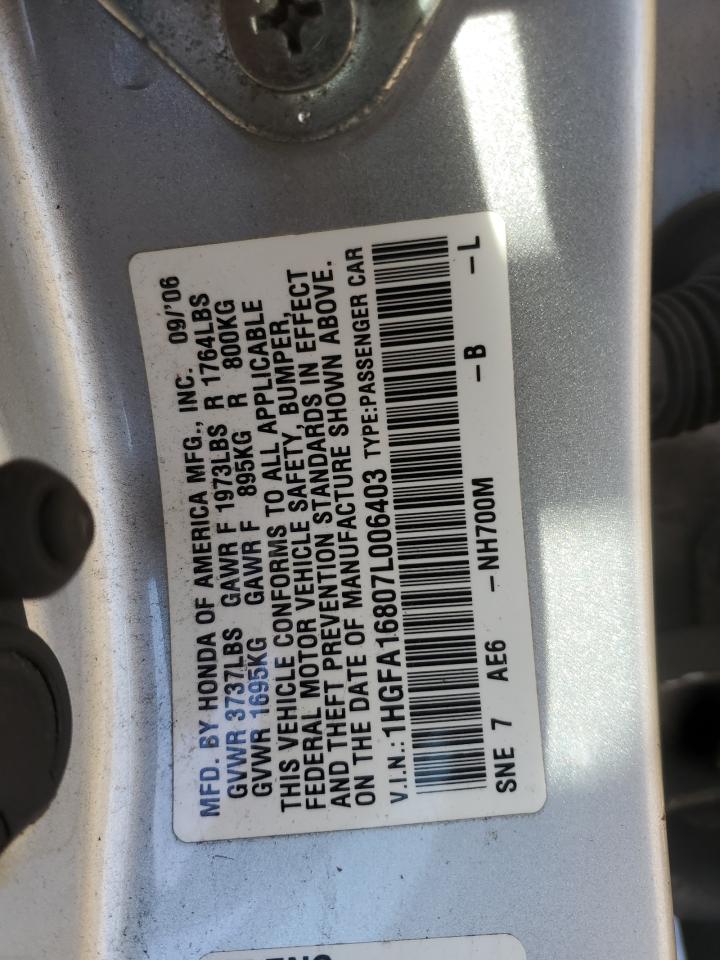 MFD. BY HONDA OF AMERICA MFG., INC. 09/'06
GVWR 3737LBS GAWR F 1973LBS R 1764LBS
GVWR 1695KG GAWR F 895KG R 800KG
THIS VEHICLE CONFORMS TO ALL APPLICABLE
FEDERAL MOTOR VEHICLE SAFETY, BUMPER,
AND THEFT PREVENTION STANDARDS IN EFFECT
ON THE DATE OF MANUFACTURE SHOWN ABOVE.
V.I.N.: 1HGFA16807L006403 TYPE:PASSENGER CAR
SNE 7 AE6 -NH700M -B -L